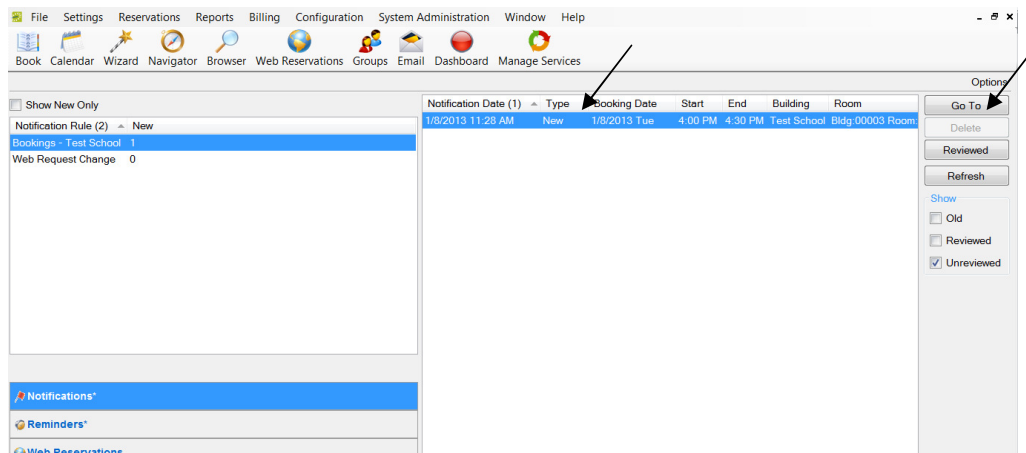 File Settings Reservations Reports Billing Configuration System Administration Window Help
Book Calendar Wizard Navigator Browser Web Reservations Groups Email Dashboard Manage Services
Options
Show New Only
Notification Rule (2) New
Bookings - Test School 1
Web Request Change 0
Notifications*
Reminders*
Web Reservations
Notification Date (1) Type Booking Date Start End Building Room
1/8/2013 11:28 AM New 1/8/2013 Tue 4:00 PM 4:30 PM Test School Bldg:00003 Room:
Go To
Delete
Reviewed
Refresh
Show
Old
Reviewed
Unreviewed